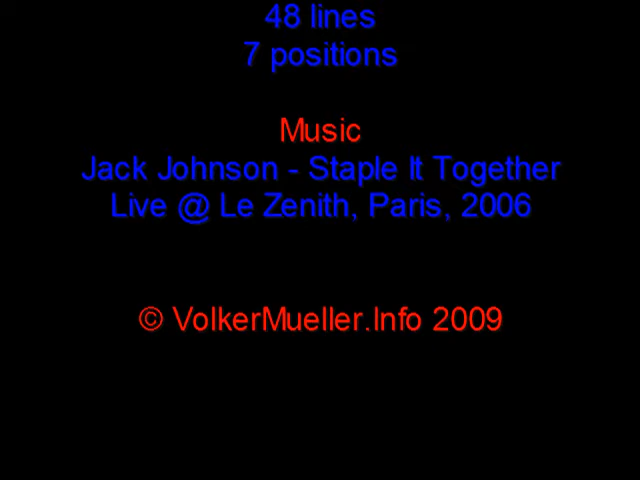 48 lines
7 positions
Music
Jack Johnson - Staple It Together
Live @ Le Zenith, Paris, 2006
© VolkerMueller.Info 2009